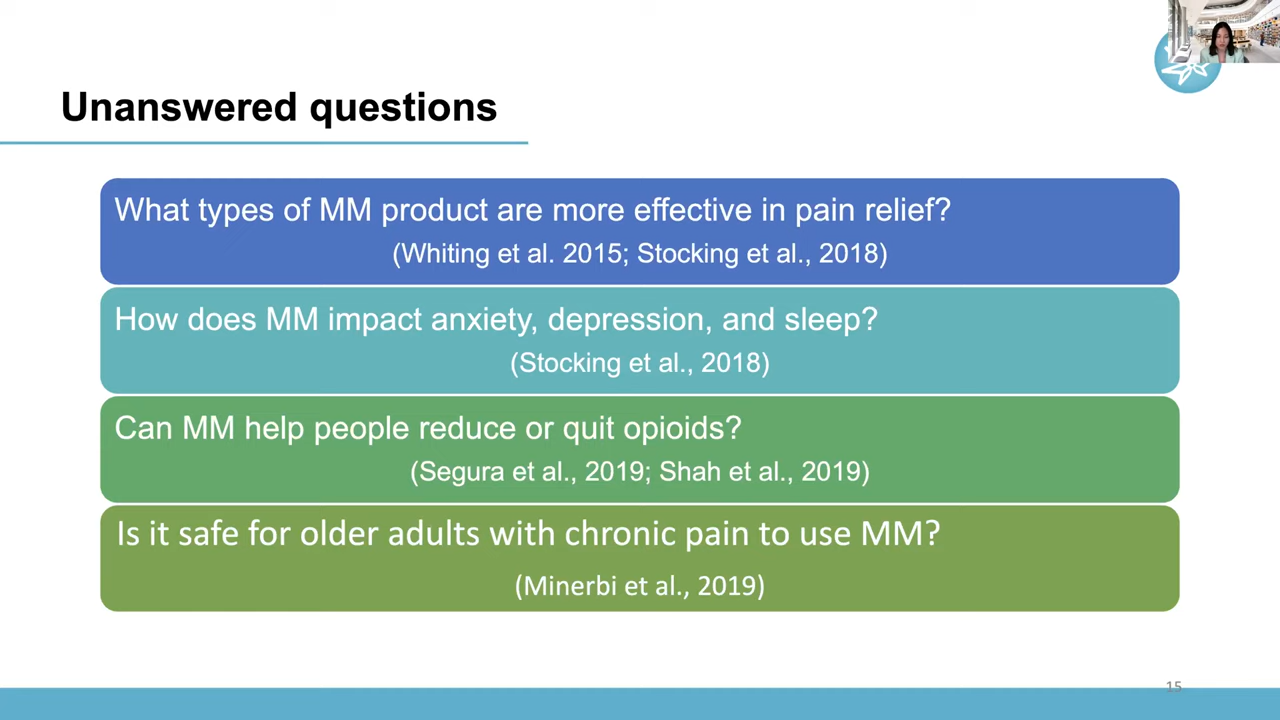 Unanswered questions
What types of MM product are more effective in pain relief?
(Whiting et al. 2015; Stocking et al., 2018)
How does MM impact anxiety, depression, and sleep?
(Stocking et al., 2018)
Can MM help people reduce or quit opioids?
(Segura et al., 2019; Shah et al., 2019)
Is it safe for older adults with chronic pain to use MM?
(Minerbi et al., 2019)
15